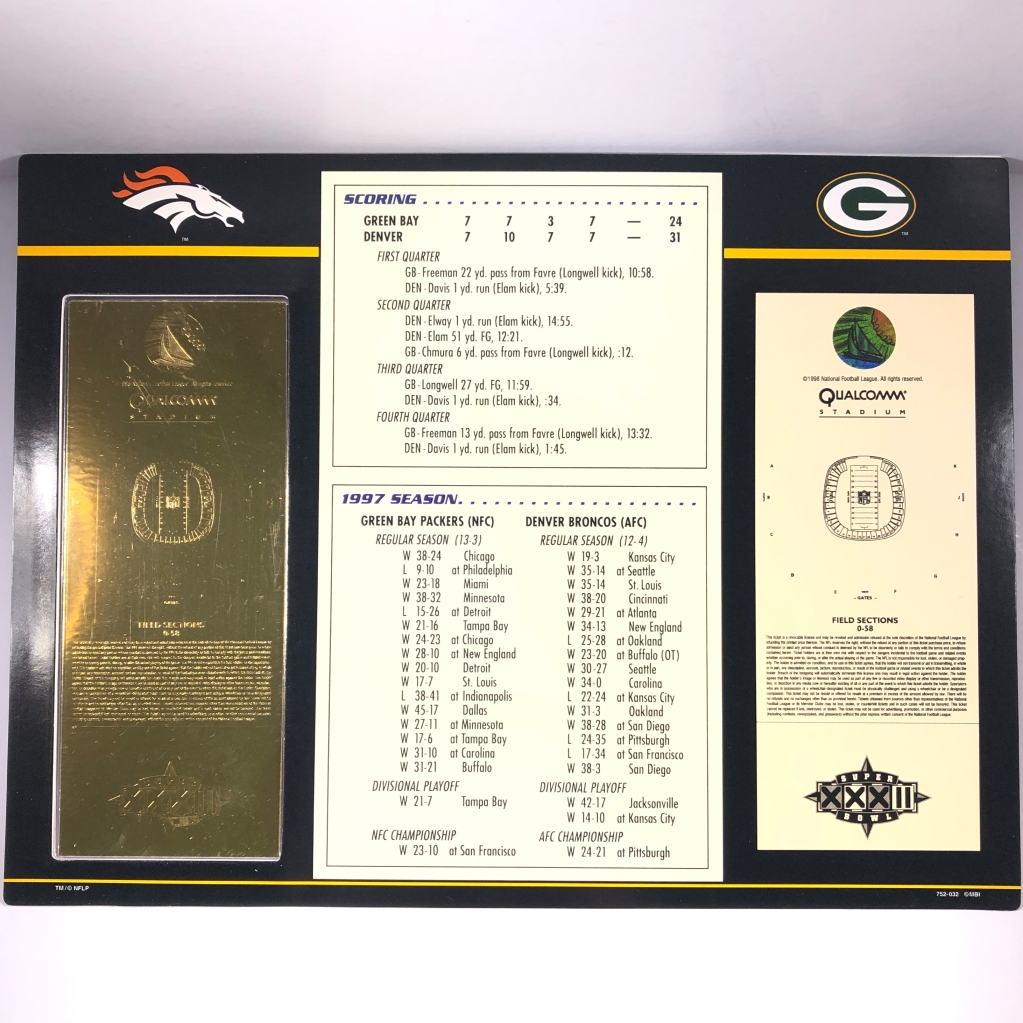 SCORING
GREEN BAY 7 7 3 7 — 24
DENVER 7 10 7 7 — 31
FIRST QUARTER
GB - Freeman 22 yd. pass from Favre (Longwell kick), 10:58.
DEN - Davis 1 yd. run (Elam kick), 5:39.
SECOND QUARTER
DEN - Elway 1 yd. run (Elam kick), 14:55.
DEN - Elam 51 yd. FG, 12:21.
GB - Chmura 6 yd. pass from Favre (Longwell kick), :12.
THIRD QUARTER
GB - Longwell 27 yd. FG, 11:59.
DEN - Davis 1 yd. run (Elam kick), :34.
FOURTH QUARTER
GB - Freeman 13 yd. pass from Favre (Longwell kick), 13:32.
DEN - Davis 1 yd. run (Elam kick), 1:45.
1997 SEASON
GREEN BAY PACKERS (NFC)
REGULAR SEASON (13-3)
W 38-24 Chicago
L 9-10 at Philadelphia
W 23-18 Miami
W 38-32 Minnesota
L 15-26 at Detroit
W 21-16 Tampa Bay
W 24-23 at Chicago
W 28-10 at New England
W 20-10 Detroit
W 17-7 St. Louis
L 38-41 at Indianapolis
W 45-17 Dallas
W 27-11 at Minnesota
W 17-6 at Tampa Bay
W 31-10 at Carolina
W 31-21 Buffalo
DIVISIONAL PLAYOFF
W 21-7 Tampa Bay
NFC CHAMPIONSHIP
W 23-10 at San Francisco
DENVER BRONCOS (AFC)
REGULAR SEASON (12-4)
W 19-3 Kansas City
W 35-14 at Seattle
W 35-14 St. Louis
W 38-20 Cincinnati
W 29-21 at Atlanta
W 34-13 New England
L 25-28 at Oakland
W 23-20 at Buffalo (OT)
W 30-27 Seattle
W 34-0 Carolina
L 22-24 at Kansas City
W 31-3 Oakland
W 38-28 at San Diego
L 24-35 at Pittsburgh
L 17-34 at San Francisco
W 38-3 San Diego
DIVISIONAL PLAYOFF
W 42-17 Jacksonville
W 14-10 at Kansas City
AFC CHAMPIONSHIP
W 24-21 at Pittsburgh
QUALCOMM
STADIUM
FIELD SECTIONS
0-58
G
TM
©1998 National Football League. All rights reserved.
QUALCOMM
STADIUM
NFL
- GATES -
FIELD SECTIONS
0-58
SUPER
XXXII
BOWL
TM
TM/© NFLP
752-032 ©MBI